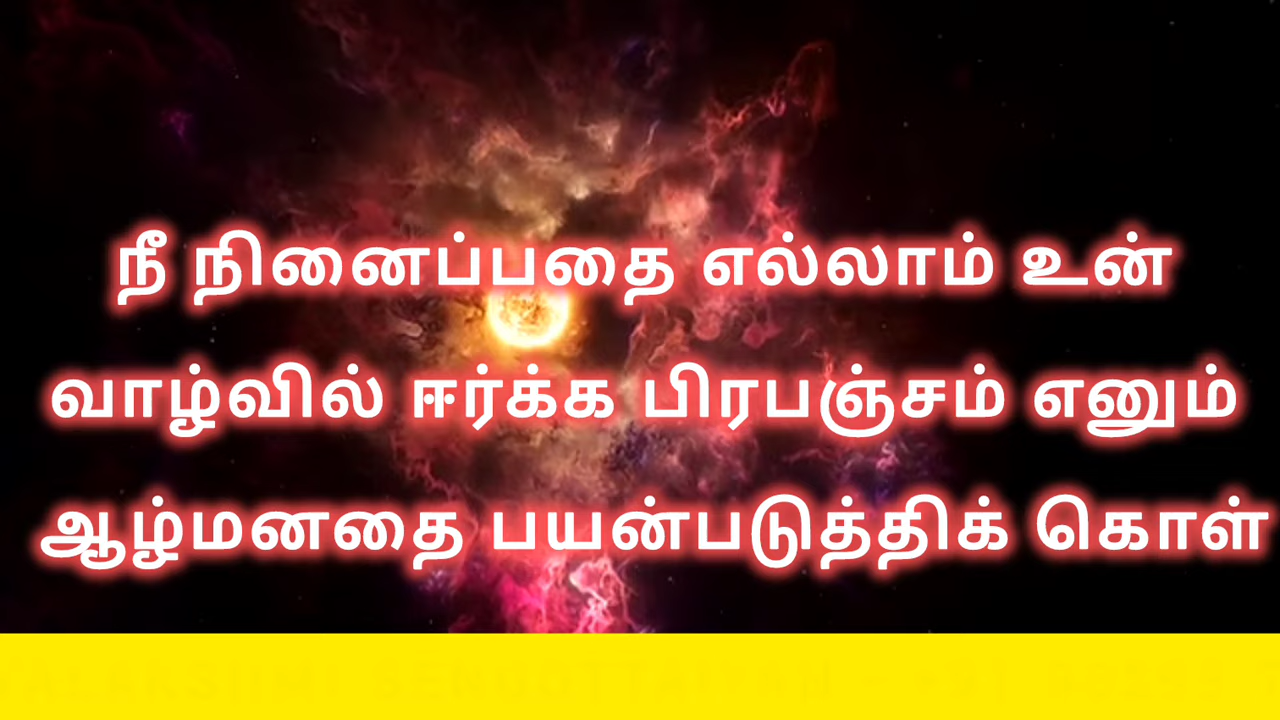 நீ நினைப்பதை எல்லாம் உன்
வாழ்வில் ஈர்க்க பிரபஞ்சம் எனும்
ஆழ்மனதை பயன்படுத்திக் கொள்